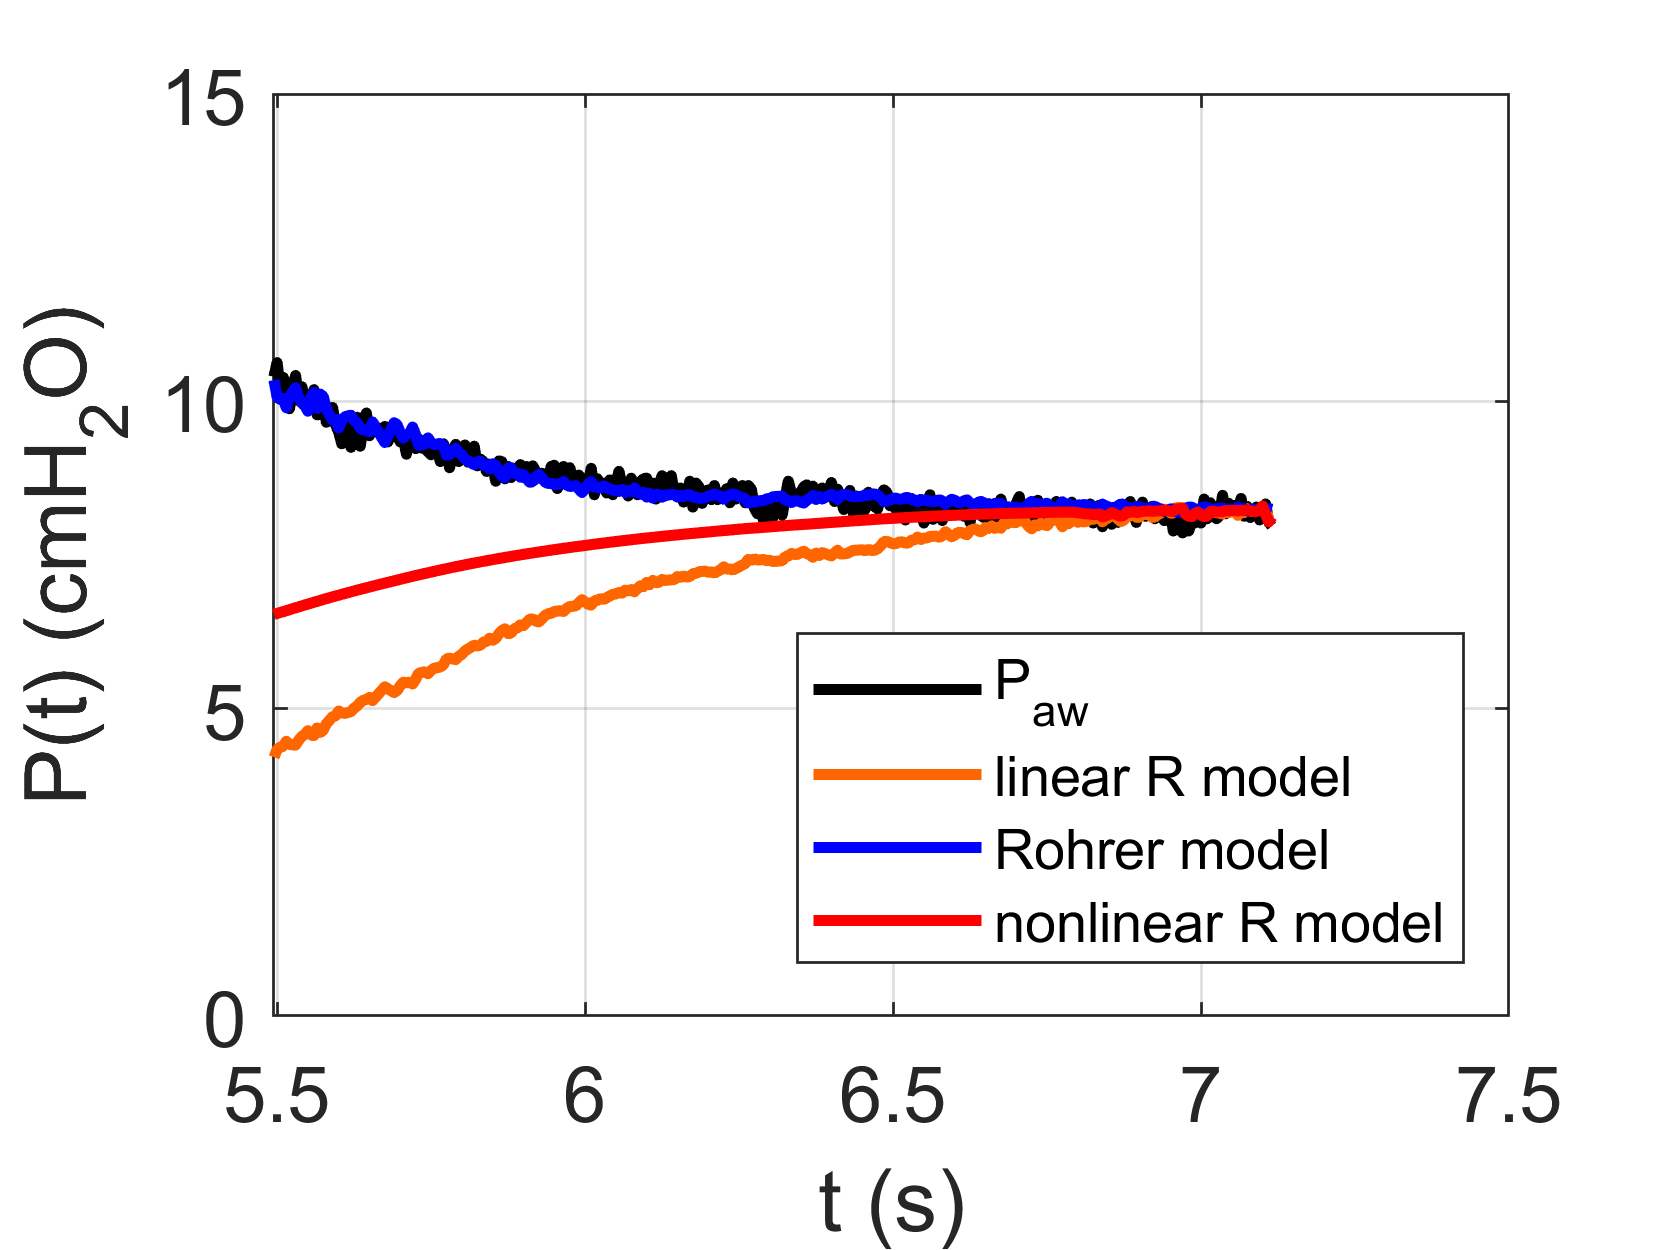 15
10
5
0
P(t) (cmH2O)
5.5 6 6.5 7 7.5
t (s)
Paw
linear R model
Rohrer model
nonlinear R model